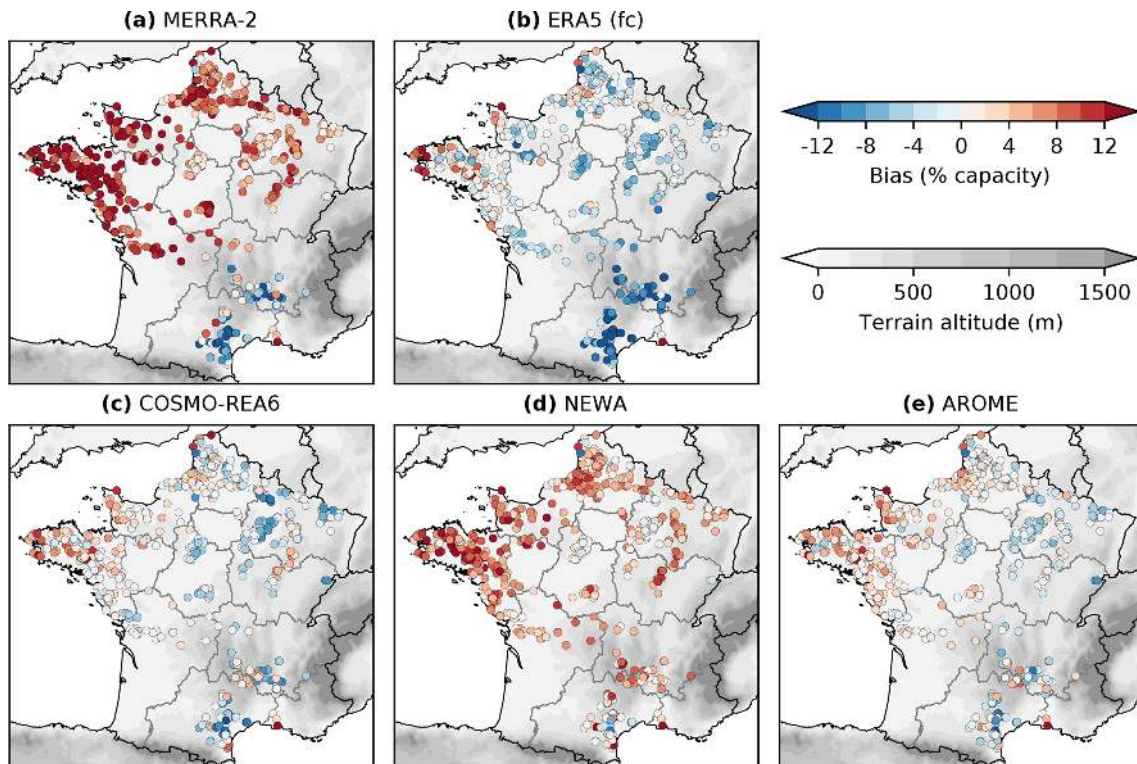 (a) MERRA-2
(b) ERA5 (fc)
-12 -8 -4 0 4 8 12
Bias (% capacity)
0 500 1000 1500
Terrain altitude (m)
(c) COSMO-REA6
(d) NEWA
(e) AROME